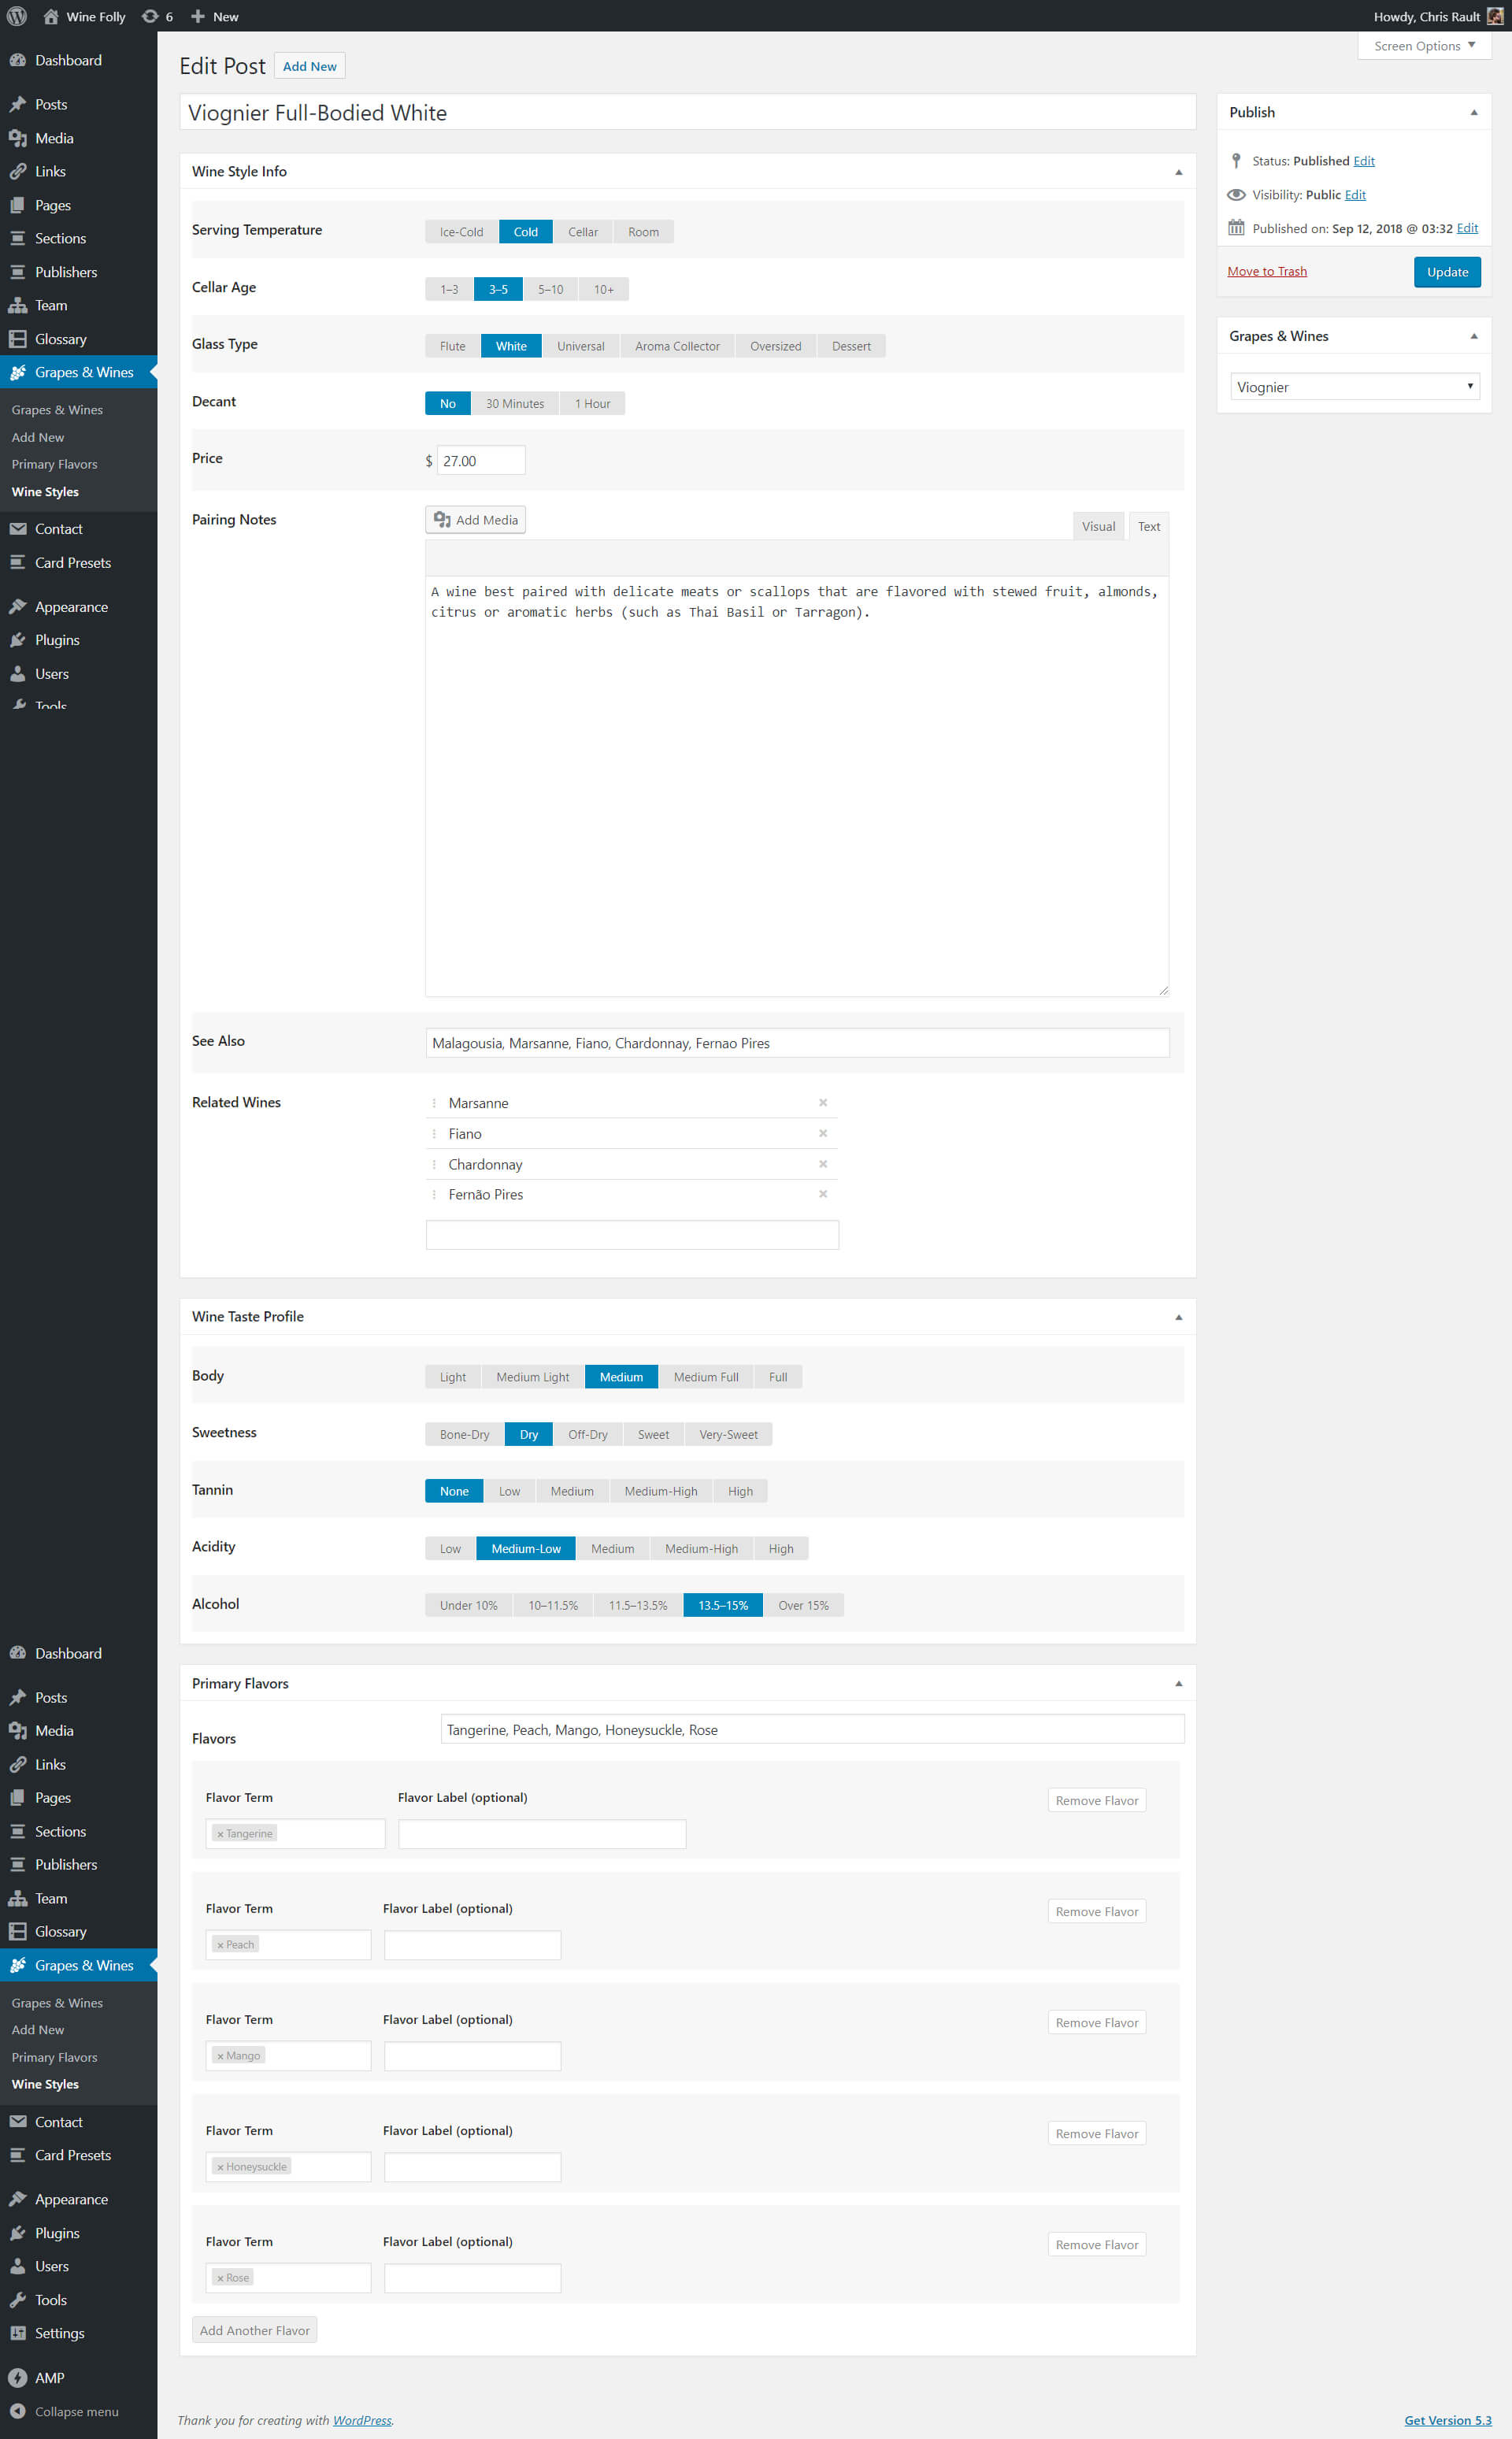 Wine Folly 6 New Howdy, Chris Rault
Screen Options
Dashboard
Posts
Media
Links
Pages
Sections
Publishers
Team
Glossary
Grapes & Wines
Grapes & Wines
Add New
Primary Flavors
Wine Styles
Contact
Card Presets
Appearance
Plugins
Users
Tools
Edit Post Add New
Viognier Full-Bodied White
Wine Style Info
Serving Temperature Ice-Cold Cold Cellar Room
Cellar Age 1–3 3–5 5–10 10+
Glass Type Flute White Universal Aroma Collector Oversized Dessert
Decant No 30 Minutes 1 Hour
Price $ 27.00
Pairing Notes Add Media Visual Text
A wine best paired with delicate meats or scallops that are flavored with stewed fruit, almonds,
citrus or aromatic herbs (such as Thai Basil or Tarragon).
See Also Malagousia, Marsanne, Fiano, Chardonnay, Fernao Pires
Related Wines Marsanne
Fiano
Chardonnay
Fernão Pires
Publish
Status: Published Edit
Visibility: Public Edit
Published on: Sep 12, 2018 @ 03:32 Edit
Move to Trash Update
Grapes & Wines
Viognier
Wine Taste Profile
Body Light Medium Light Medium Medium Full Full
Sweetness Bone-Dry Dry Off-Dry Sweet Very-Sweet
Tannin None Low Medium Medium-High High
Acidity Low Medium-Low Medium Medium-High High
Alcohol Under 10% 10–11.5% 11.5–13.5% 13.5–15% Over 15%
Dashboard
Posts
Media
Links
Pages
Sections
Publishers
Team
Glossary
Grapes & Wines
Grapes & Wines
Add New
Primary Flavors
Wine Styles
Contact
Card Presets
Appearance
Plugins
Users
Tools
Settings
AMP
Collapse menu
Primary Flavors
Flavors Tangerine, Peach, Mango, Honeysuckle, Rose
Flavor Term Flavor Label (optional) Remove Flavor
× Tangerine
Flavor Term Flavor Label (optional) Remove Flavor
× Peach
Flavor Term Flavor Label (optional) Remove Flavor
× Mango
Flavor Term Flavor Label (optional) Remove Flavor
× Honeysuckle
Flavor Term Flavor Label (optional) Remove Flavor
× Rose
Add Another Flavor
Thank you for creating with WordPress. Get Version 5.3